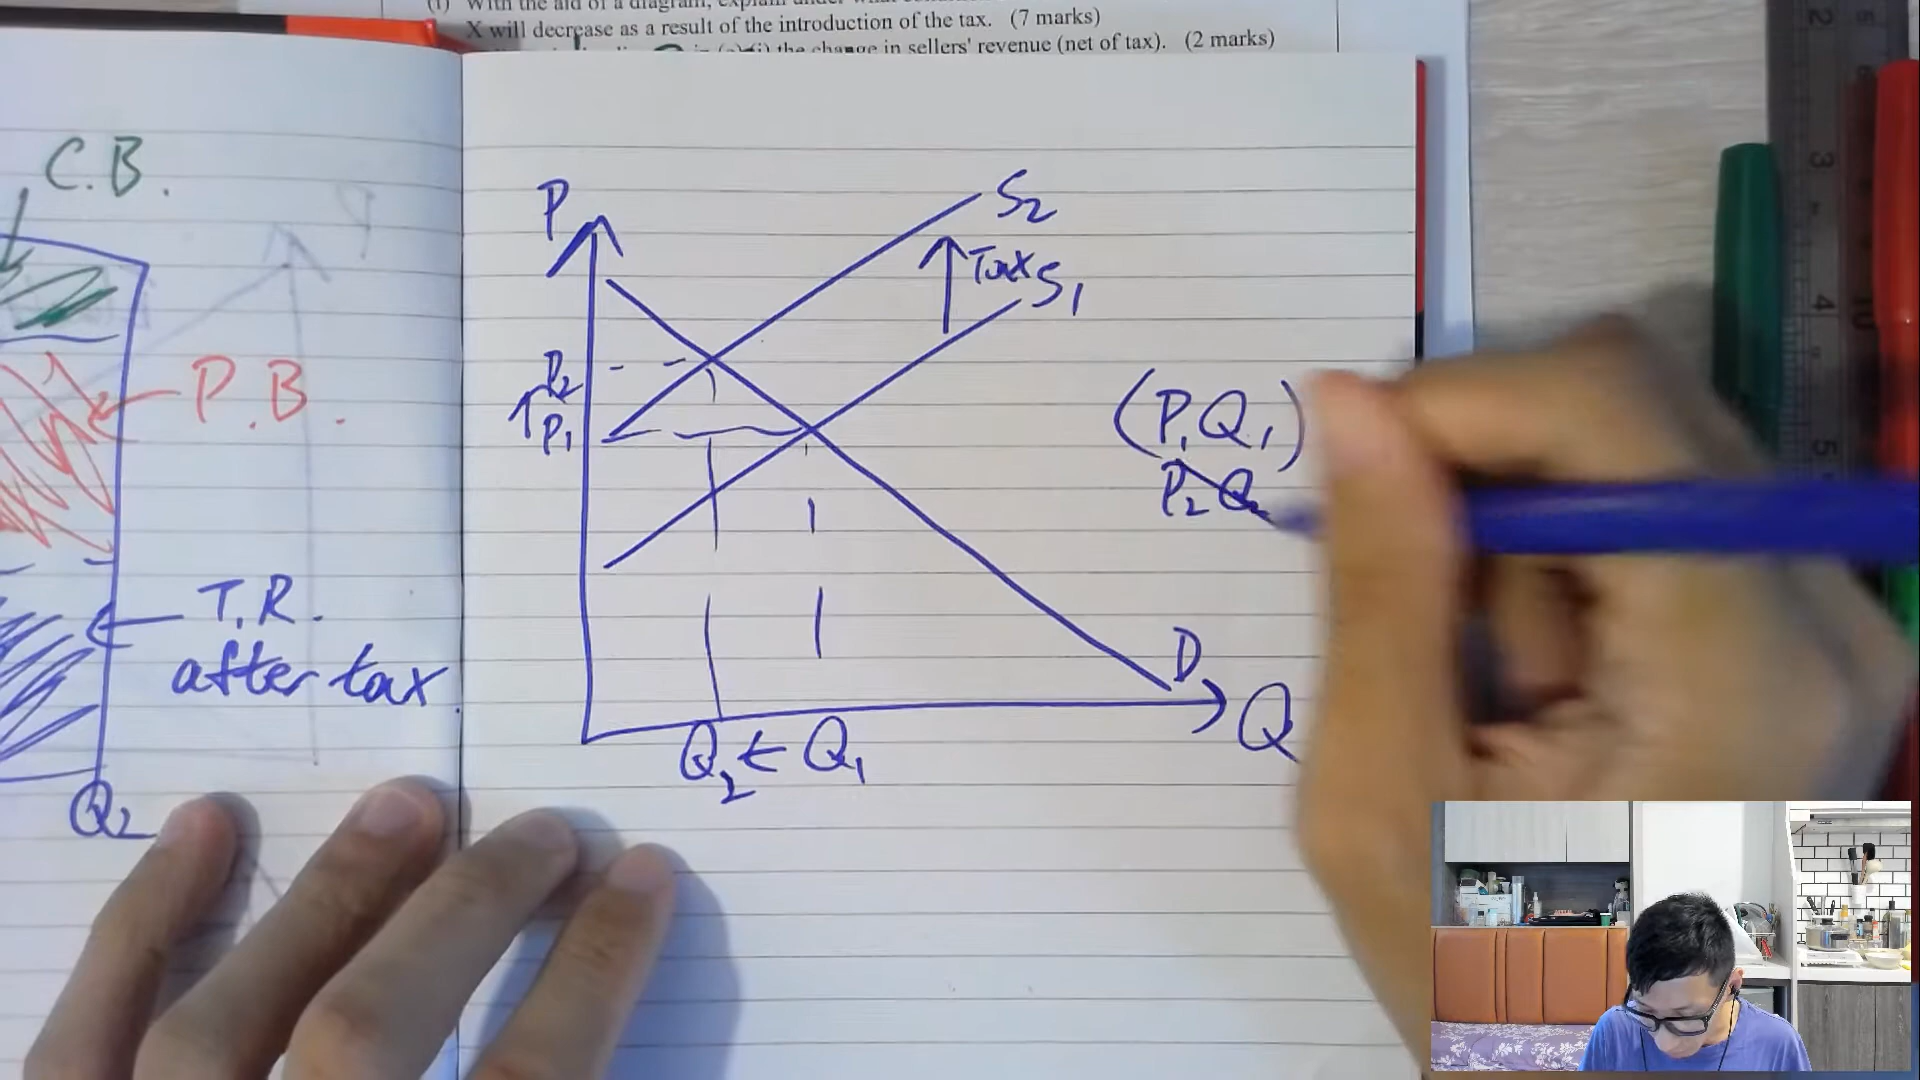 X will decrease as a result of the introduction of the tax. (7 marks)
the change in sellers' revenue (net of tax). (2 marks)
C.B.
P.B.
T.R.
after tax
Q2
P
S2
Tax
S1
P2
↑P1
(P1Q1)
P2Q2
D
Q2 ← Q1
Q